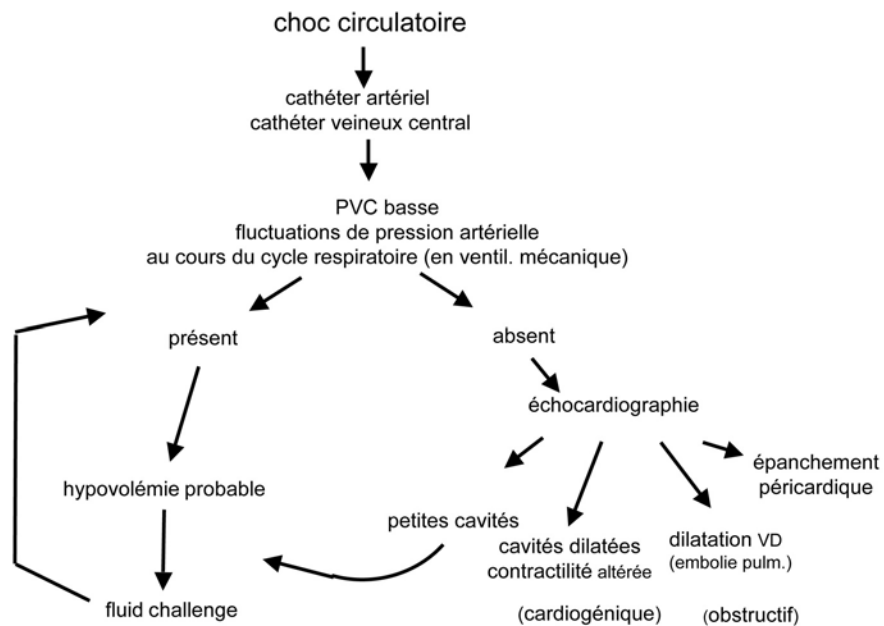 choc circulatoire
cathéter artériel
cathéter veineux central
PVC basse
fluctuations de pression artérielle
au cours du cycle respiratoire (en ventil. mécanique)
présent
absent
échocardiographie
hypovolémie probable
épanchement
péricardique
petites cavités
cavités dilatées
contractilité altérée
dilatation VD
(embolie pulm.)
fluid challenge
(cardiogénique)
(obstructif)